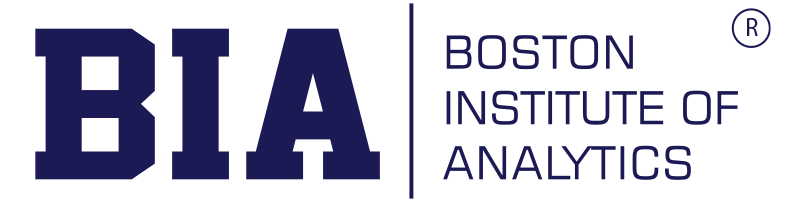 BIA
BOSTON
INSTITUTE OF
ANALYTICS
®